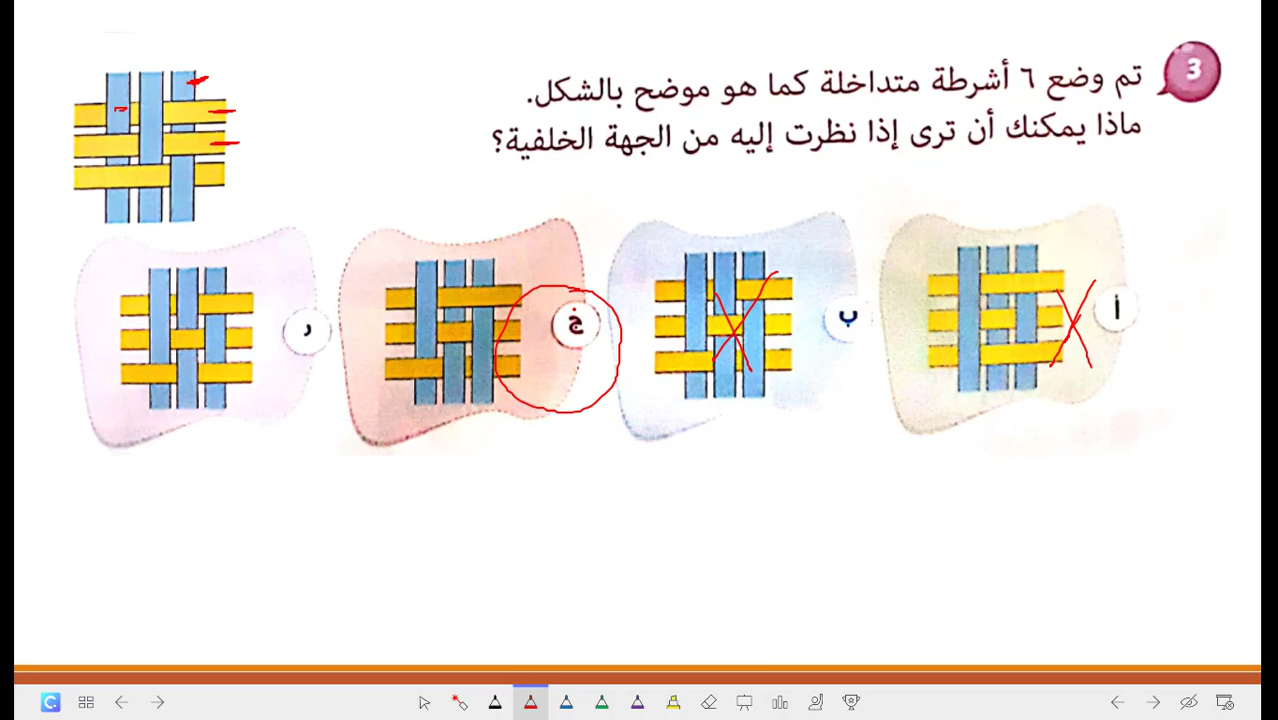 3
تم وضع ٦ أشرطة متداخلة كما هو موضح بالشكل.
ماذا يمكنك أن ترى إذا نظرت إليه من الجهة الخلفية؟
أ
ب
ج
د